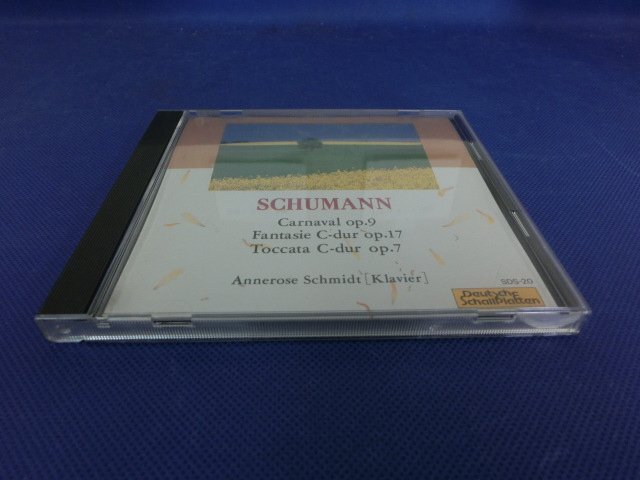 SCHUMANN
Carnaval op.9
Fantasie C-dur op.17
Toccata C-dur op.7
Annerose Schmidt [Klavier]
SDS-20
Deutsche
Schallplatten